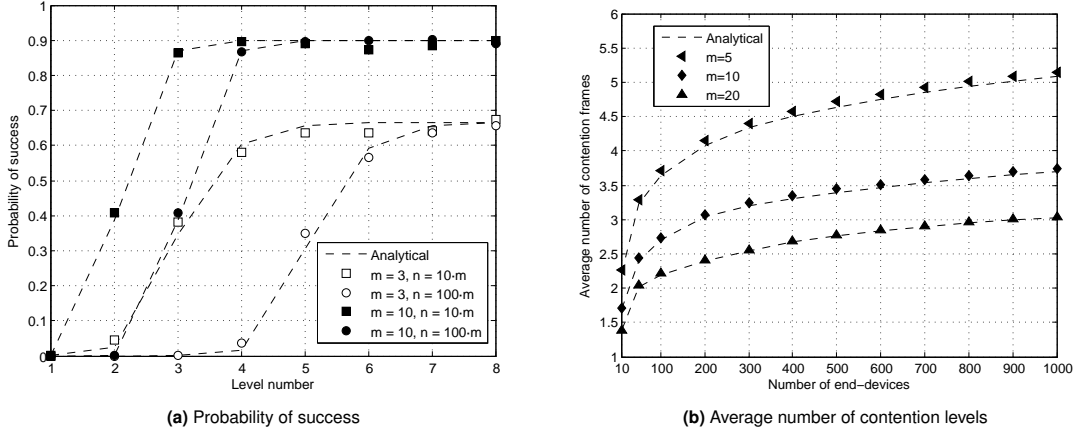 Probability of success
1
0.9
0.8
0.7
0.6
0.5
0.4
0.3
0.2
0.1
0
Analytical
m = 3, n = 10·m
m = 3, n = 100·m
m = 10, n = 10·m
m = 10, n = 100·m
1 2 3 4 5 6 7 8
Level number
(a) Probability of success
Average number of contention frames
6
5.5
5
4.5
4
3.5
3
2.5
2
1.5
1
Analytical
m=5
m=10
m=20
10 100 200 300 400 500 600 700 800 900 1000
Number of end−devices
(b) Average number of contention levels